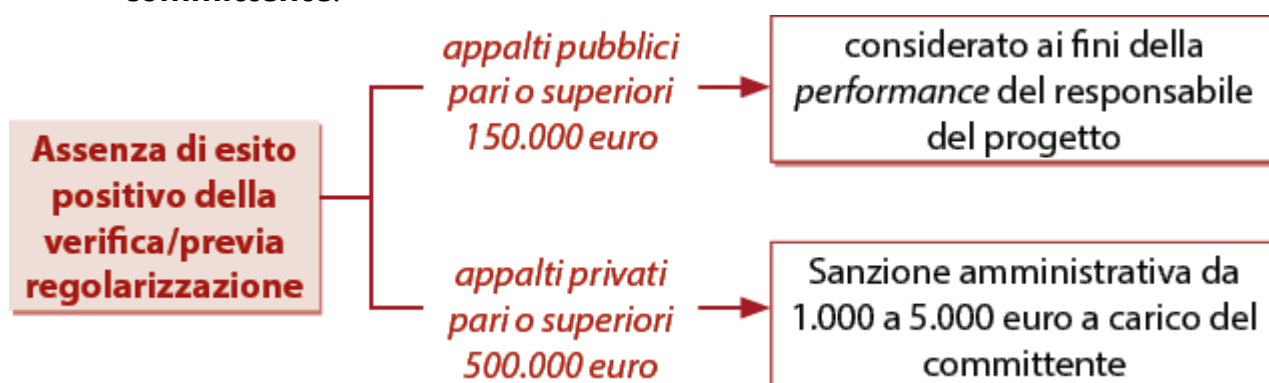 committente.
Assenza di esito
positivo della
verifica/previa
regolarizzazione
appalti pubblici
pari o superiori
150.000 euro
considerato ai fini della
performance del responsabile
del progetto
appalti privati
pari o superiori
500.000 euro
Sanzione amministrativa da
1.000 a 5.000 euro a carico del
committente